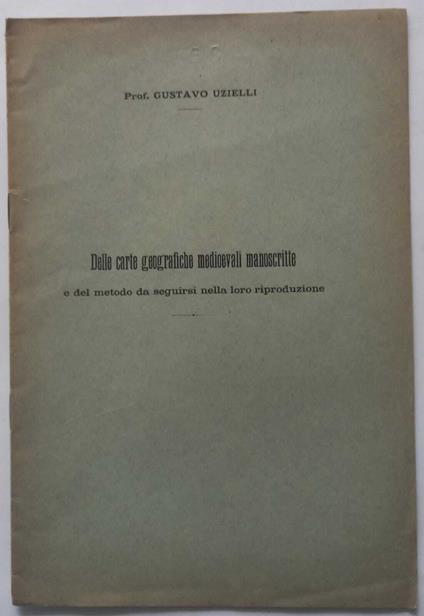 Prof. GUSTAVO UZIELLI
Delle carte geografiche medioevali manoscritte
e del metodo da seguirsi nella loro riproduzione